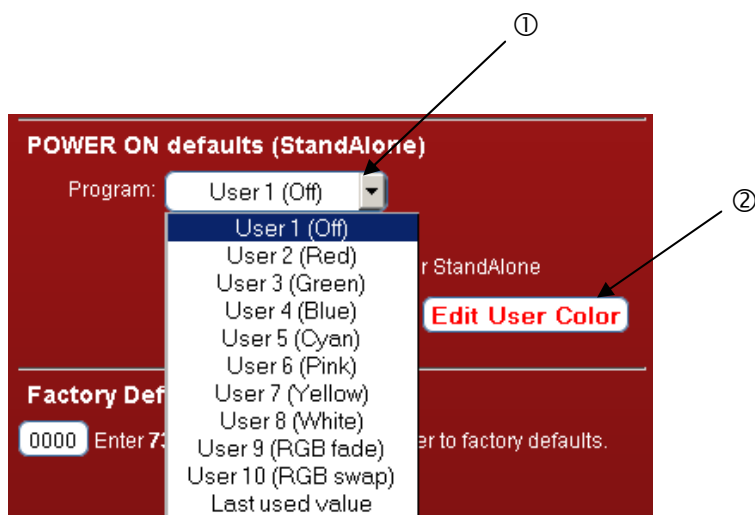 ①
POWER ON defaults (StandAlone)
Program: User 1 (Off)
User 1 (Off)
User 2 (Red)
r StandAlone
User 3 (Green)
User 4 (Blue)
Edit User Color
②
User 5 (Cyan)
User 6 (Pink)
User 7 (Yellow)
Factory Def
User 8 (White)
0000 Enter 73 er to factory defaults.
User 9 (RGB fade)
User 10 (RGB swap)
Last used value